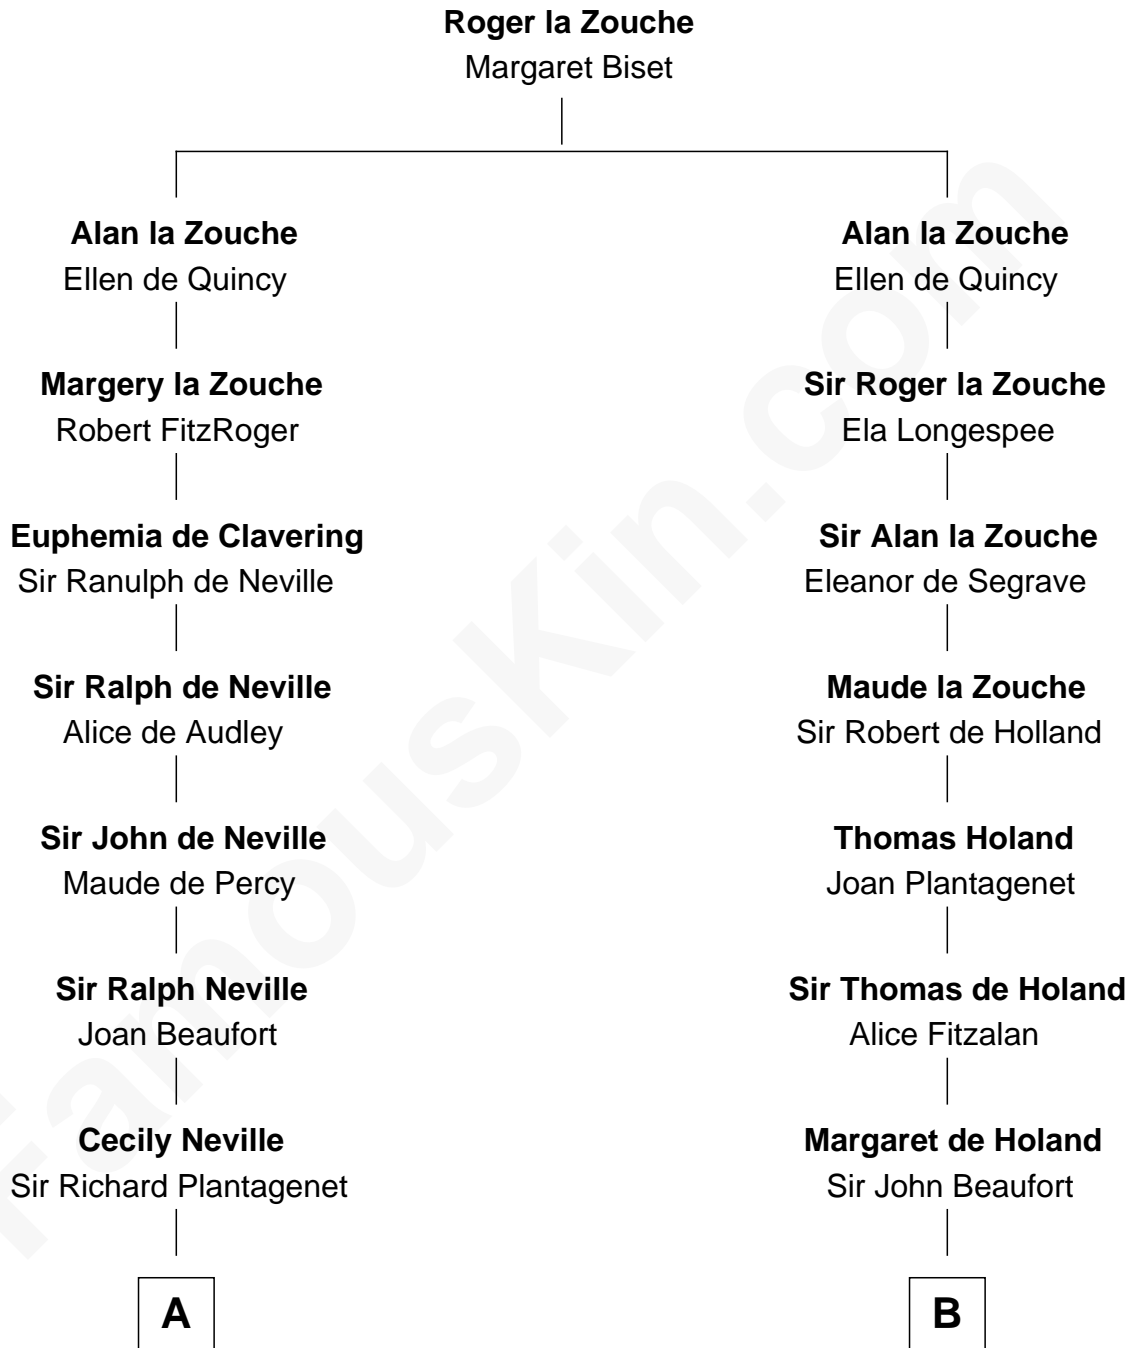 Roger la Zouche
Margaret Biset
Alan la Zouche
Ellen de Quincy
Margery la Zouche
Robert FitzRoger
Euphemia de Clavering
Sir Ranulph de Neville
Sir Ralph de Neville
Alice de Audley
Sir John de Neville
Maude de Percy
Sir Ralph Neville
Joan Beaufort
Cecily Neville
Sir Richard Plantagenet
A
Alan la Zouche
Ellen de Quincy
Sir Roger la Zouche
Ela Longespee
Sir Alan la Zouche
Eleanor de Segrave
Maude la Zouche
Sir Robert de Holland
Thomas Holand
Joan Plantagenet
Sir Thomas de Holand
Alice Fitzalan
Margaret de Holand
Sir John Beaufort
B
FamousKin.com